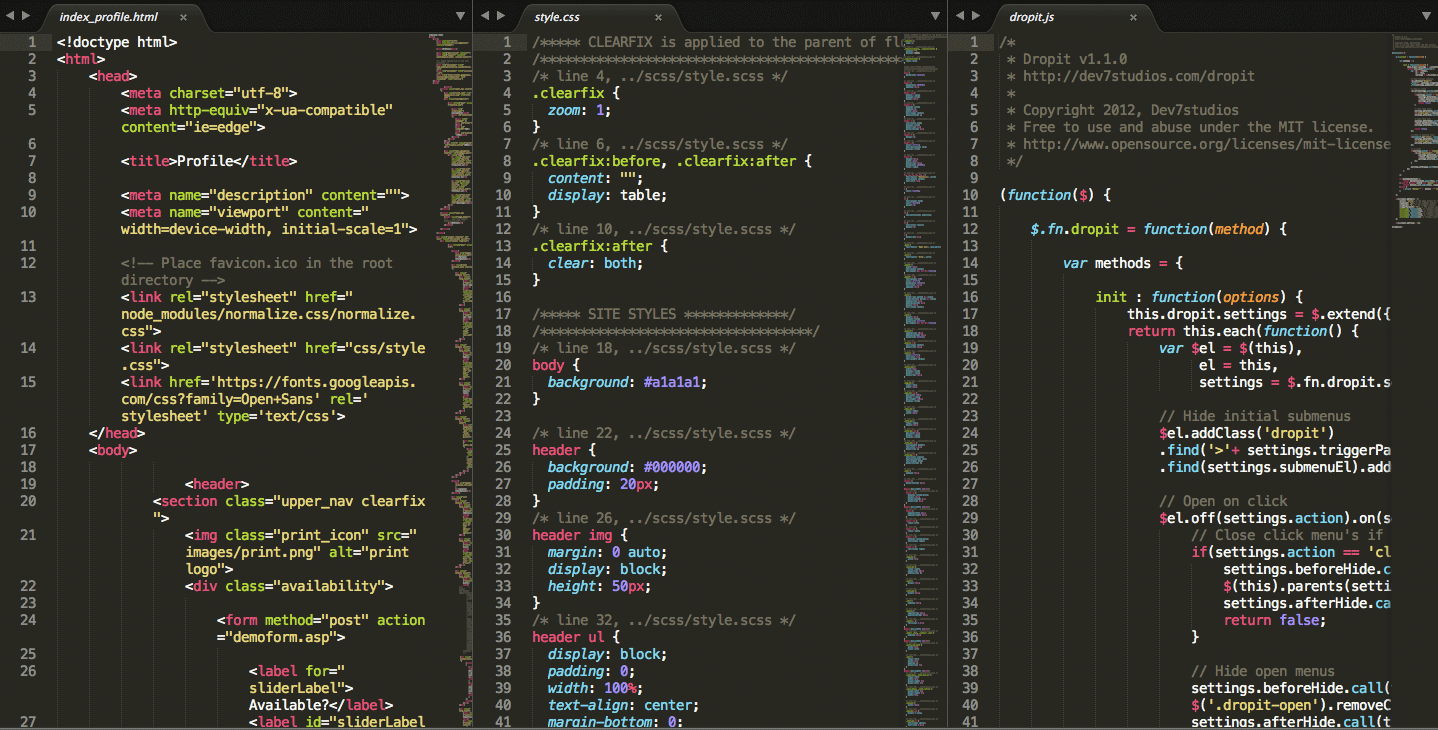 index_profile.html ×
1 <!doctype html>
2 <html>
3 <head>
4 <meta charset="utf-8">
5 <meta http-equiv="x-ua-compatible"
content="ie=edge">
6
7 <title>Profile</title>
8
9 <meta name="description" content="">
10 <meta name="viewport" content="
width=device-width, initial-scale=1">
11
12 <!-- Place favicon.ico in the root
directory -->
13 <link rel="stylesheet" href="
node_modules/normalize.css/normalize.
css">
14 <link rel="stylesheet" href="css/style
.css">
15 <link href='https://fonts.googleapis.
com/css?family=Open+Sans' rel='
stylesheet' type='text/css'>
16 </head>
17 <body>
18
19 <header>
20 <section class="upper_nav clearfix
">
21 <img class="print_icon" src="
images/print.png" alt="print
logo">
22 <div class="availability">
23
24 <form method="post" action
="demoform.asp">
25
26 <label for="
sliderLabel">
Available?</label>
27 <label id="sliderLabel
style.css ×
1 /***** CLEARFIX is applied to the parent of fl
2 /**********************************************
3 /* line 4, ../scss/style.scss */
4 .clearfix {
5 zoom: 1;
6 }
7 /* line 6, ../scss/style.scss */
8 .clearfix:before, .clearfix:after {
9 content: "";
10 display: table;
11 }
12 /* line 10, ../scss/style.scss */
13 .clearfix:after {
14 clear: both;
15 }
16
17 /***** SITE STYLES *************/
18 /**********************************/
19 /* line 18, ../scss/style.scss */
20 body {
21 background: #a1a1a1;
22 }
23
24 /* line 22, ../scss/style.scss */
25 header {
26 background: #000000;
27 padding: 20px;
28 }
29 /* line 26, ../scss/style.scss */
30 header img {
31 margin: 0 auto;
32 display: block;
33 height: 50px;
34 }
35 /* line 32, ../scss/style.scss */
36 header ul {
37 display: block;
38 padding: 0;
39 width: 100%;
40 text-align: center;
41 margin-bottom: 0;
dropit.js ×
1 /*
2 * Dropit v1.1.0
3 * http://dev7studios.com/dropit
4 *
5 * Copyright 2012, Dev7studios
6 * Free to use and abuse under the MIT license.
7 * http://www.opensource.org/licenses/mit-license
8 */
9
10 (function($) {
11
12 $.fn.dropit = function(method) {
13
14 var methods = {
15
16 init : function(options) {
17 this.dropit.settings = $.extend({
18 return this.each(function() {
19 var $el = $(this),
20 el = this,
21 settings = $.fn.dropit.s
22
23 // Hide initial submenus
24 $el.addClass('dropit')
25 .find('>'+ settings.triggerPa
26 .find(settings.submenuEl).add
27
28 // Open on click
29 $el.off(settings.action).on(s
30 // Close click menu's if
31 if(settings.action == 'cl
32 settings.beforeHide.c
33 $(this).parents(setti
34 settings.afterHide.ca
35 return false;
36 }
37
38 // Hide open menus
39 settings.beforeHide.call(
40 $('.dropit-open').removeC
41 settings.afterHide.call(t